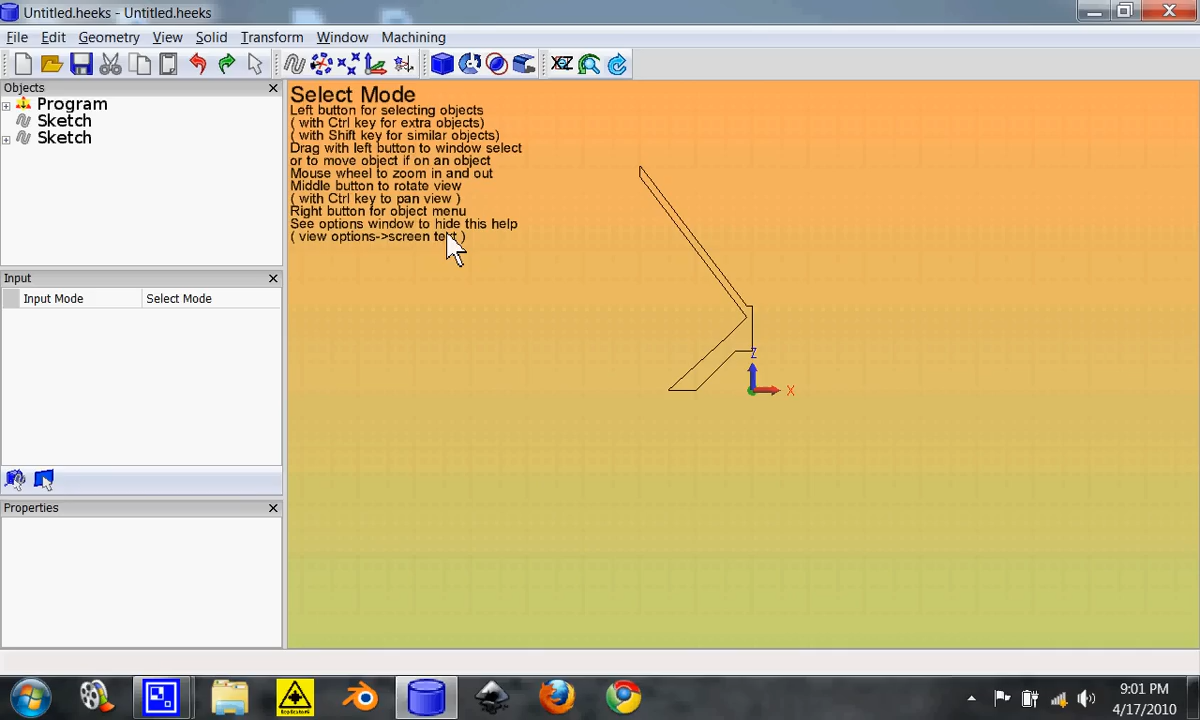 Untitled.heeks - Untitled.heeks
File Edit Geometry View Solid Transform Window Machining
Objects
Program
Sketch
Sketch
Input
Input Mode Select Mode
Properties
Select Mode
Left button for selecting objects
( with Ctrl key for extra objects)
( with Shift key for similar objects)
Drag with left button to window select
or to move object if on an object
Mouse wheel to zoom in and out
Middle button to rotate view
( with Ctrl key to pan view )
Right button for object menu
See options window to hide this help
( view options->screen text )
Z
X
9:01 PM
4/17/2010